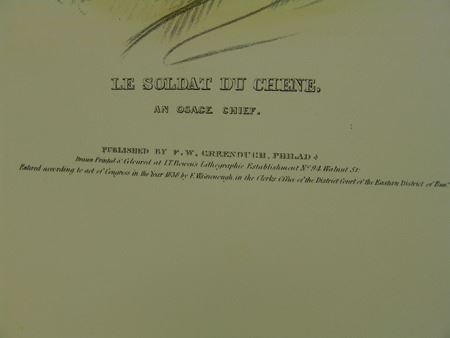 LE SOLDAT DU CHENE.
AN OSAGE CHIEF.
PUBLISHED BY F. W. GREENOUGH, PHILADA
Drawn Printed & Coloured at I.T. Bowen's Lithographic Establishment No. 94 Walnut St.
Entered according to act of Congress in the Year 1838 by F. W. Greenough, in the Clerks Office of the District Court of the Eastern District of Penna.